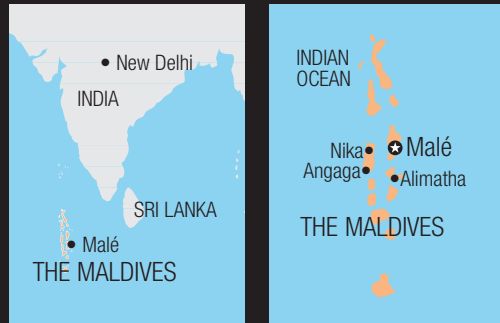 New Delhi
INDIA
SRI LANKA
Malé
THE MALDIVES
INDIAN
OCEAN
Nika
Malé
Angaga
Alimatha
THE MALDIVES